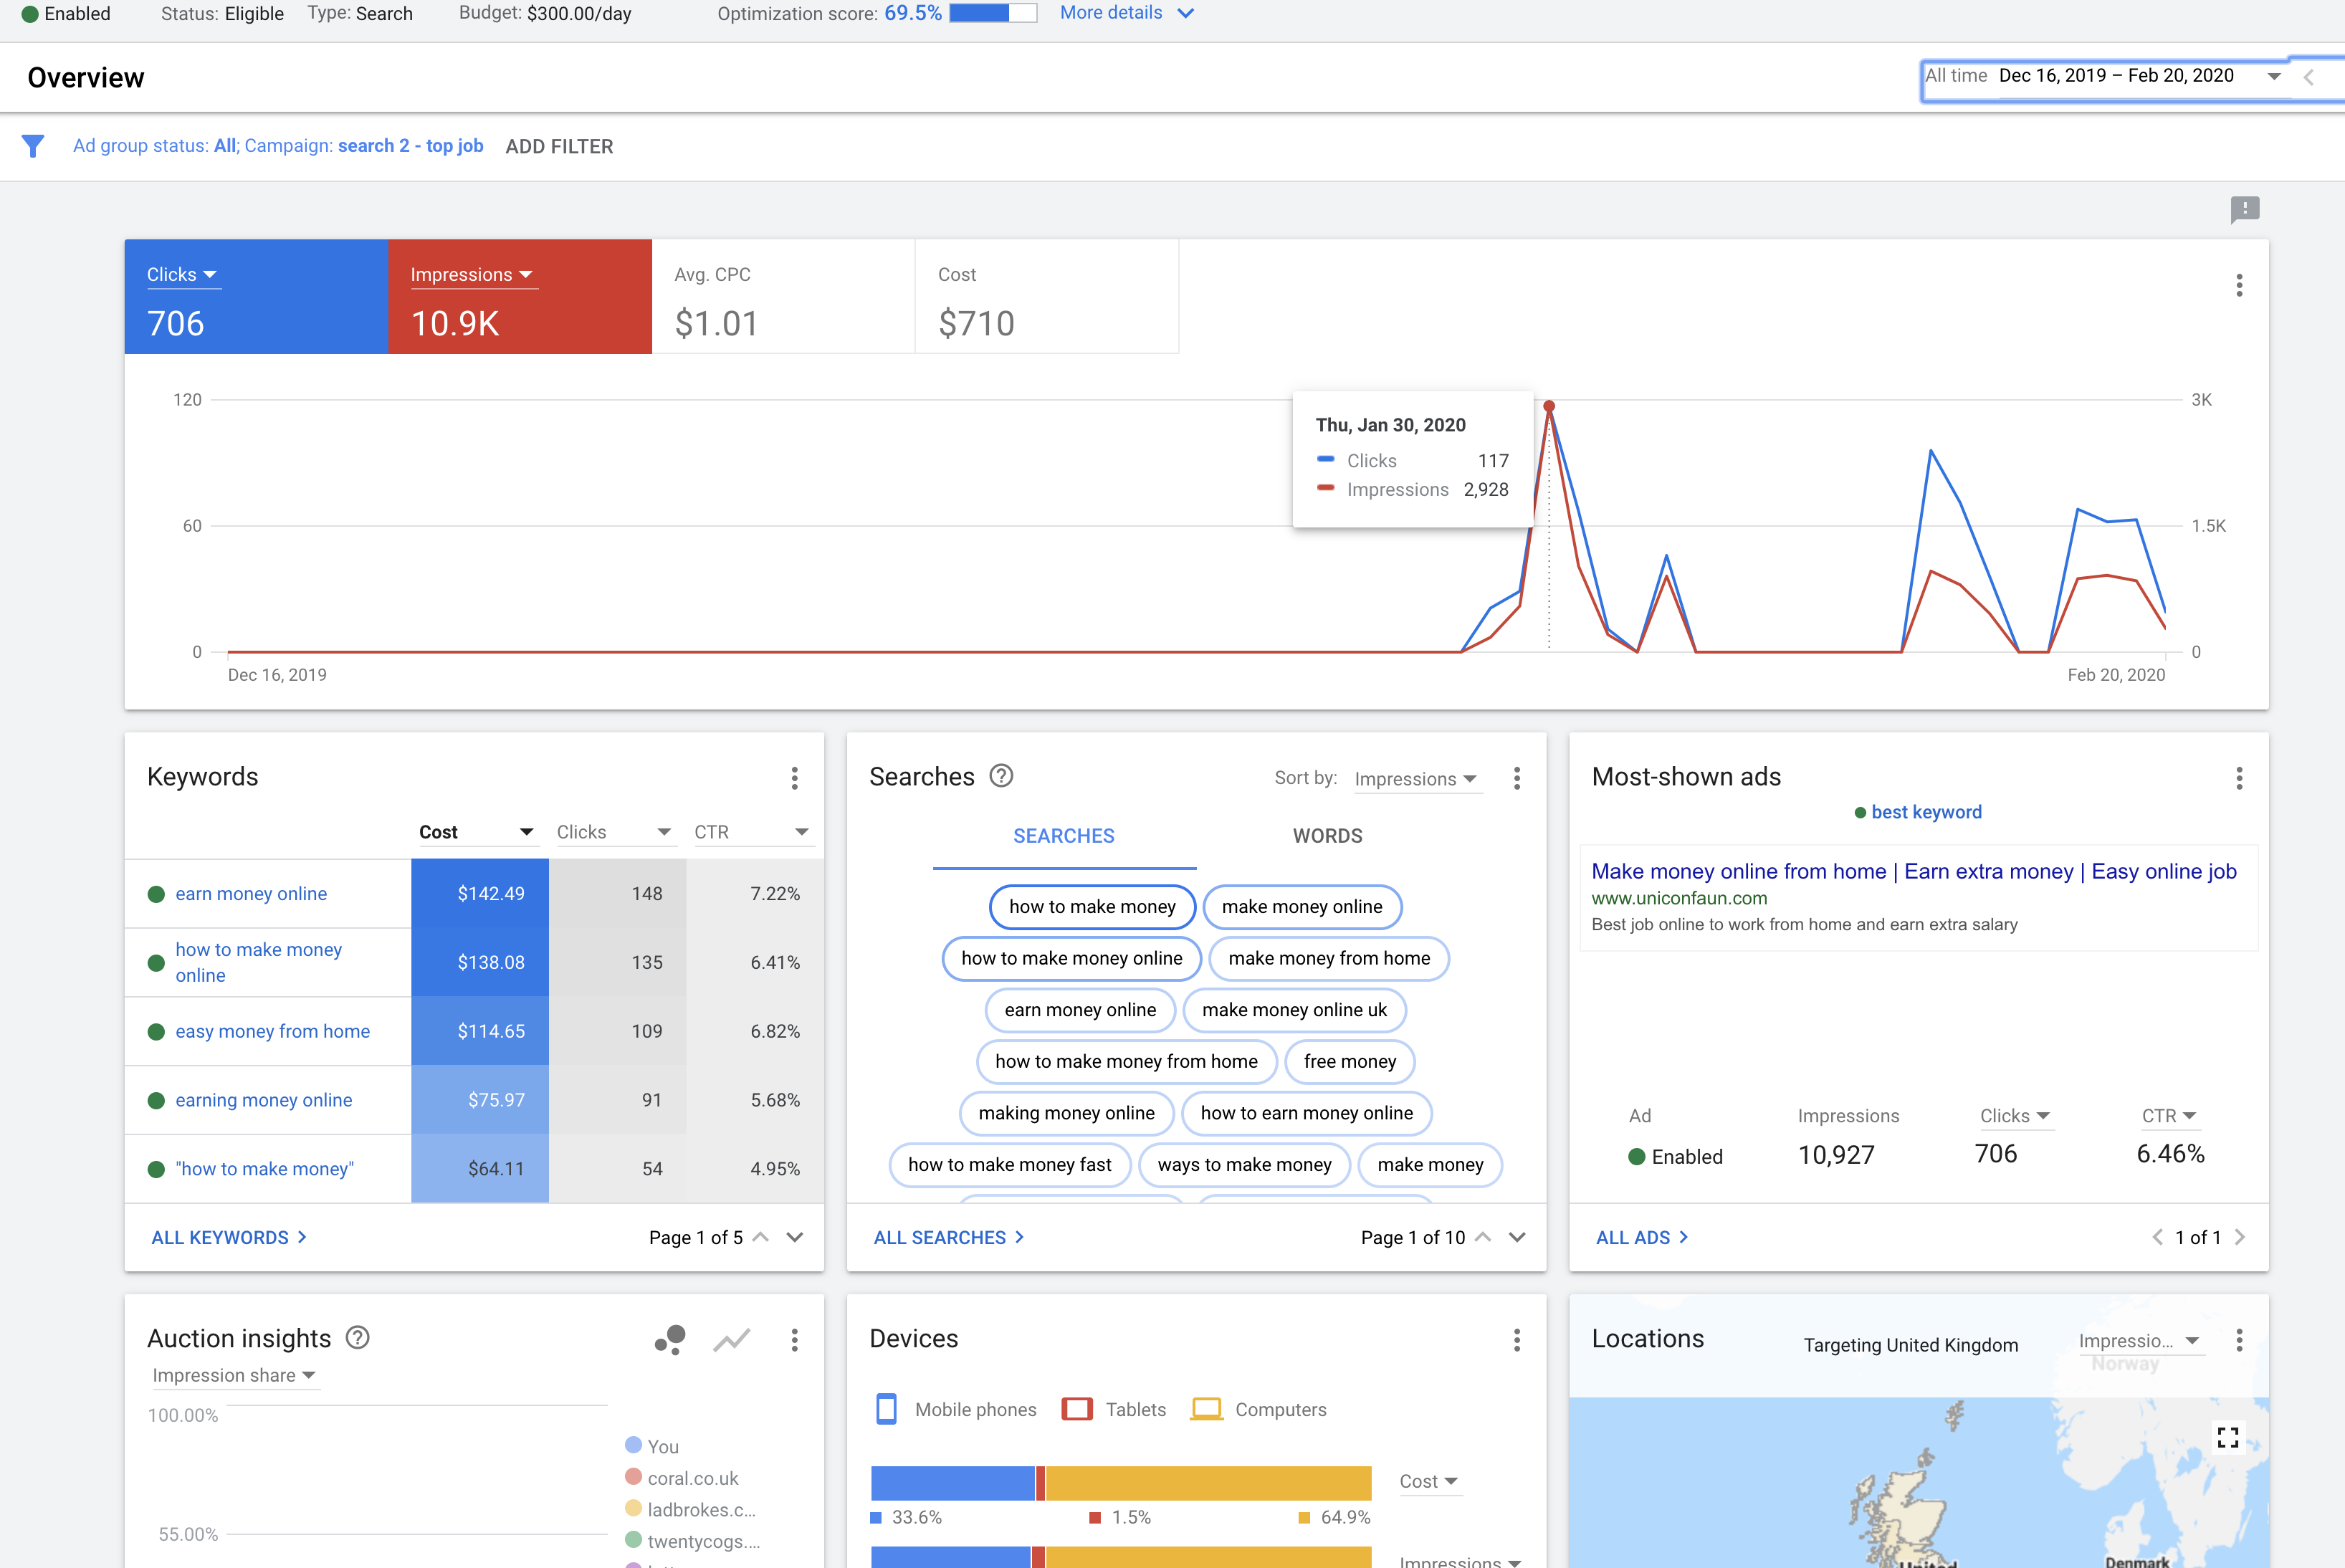 Enabled Status: Eligible Type: Search Budget: $300.00/day Optimization score: 69.5% More details
Overview All time Dec 16, 2019 – Feb 20, 2020
Ad group status: All; Campaign: search 2 - top job ADD FILTER
Clicks Impressions Avg. CPC Cost
706 10.9K $1.01 $710
120 3K
Thu, Jan 30, 2020
Clicks 117
Impressions 2,928
60 1.5K
0 0
Dec 16, 2019 Feb 20, 2020
Keywords
Cost Clicks CTR
earn money online $142.49 148 7.22%
how to make money
online $138.08 135 6.41%
easy money from home $114.65 109 6.82%
earning money online $75.97 91 5.68%
"how to make money" $64.11 54 4.95%
ALL KEYWORDS Page 1 of 5
Searches Sort by: Impressions
SEARCHES WORDS
how to make money make money online
how to make money online make money from home
earn money online make money online uk
how to make money from home free money
making money online how to earn money online
how to make money fast ways to make money make money
ALL SEARCHES Page 1 of 10
Most-shown ads
best keyword
Make money online from home | Earn extra money | Easy online job
www.uniconfaun.com
Best job online to work from home and earn extra salary
Ad Impressions Clicks CTR
Enabled 10,927 706 6.46%
ALL ADS 1 of 1
Auction insights
Impression share
100.00%
You
coral.co.uk
ladbrokes.c...
55.00%
twentycogs....
Devices
Mobile phones Tablets Computers
Cost
33.6% 1.5% 64.9%
Impressions
Locations Targeting United Kingdom Impressio...
Norway
United
Denmark